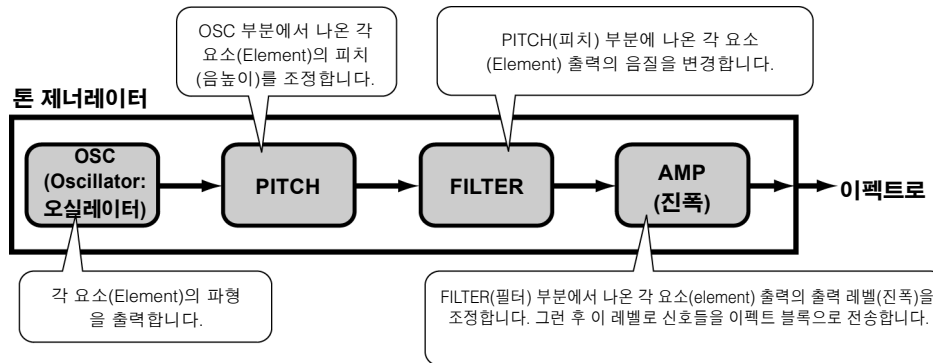 OSC 부분에서 나온 각
요소(Element)의 피치
(음높이)를 조정합니다.
PITCH(피치) 부분에 나온 각 요소
(Element) 출력의 음질을 변경합니다.
톤 제너레이터
OSC
(Oscillator:
오실레이터)
PITCH
FILTER
AMP
(진폭)
이펙트로
각 요소(Element)의 파형
을 출력합니다.
FILTER(필터) 부분에서 나온 각 요소(element) 출력의 출력 레벨(진폭)을
조정합니다. 그런 후 이 레벨로 신호들을 이펙트 블록으로 전송합니다.